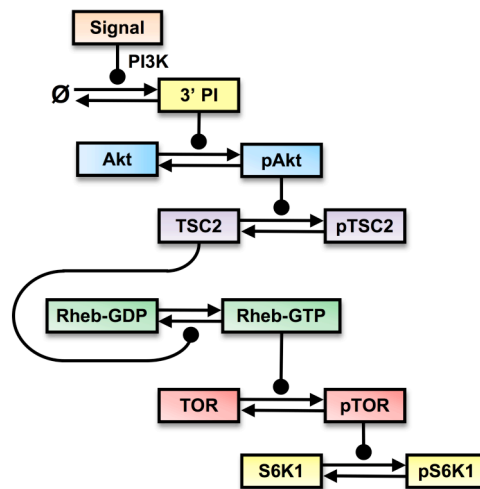 Signal
PI3K
Ø
3' PI
Akt
pAkt
TSC2
pTSC2
Rheb-GDP
Rheb-GTP
TOR
pTOR
S6K1
pS6K1